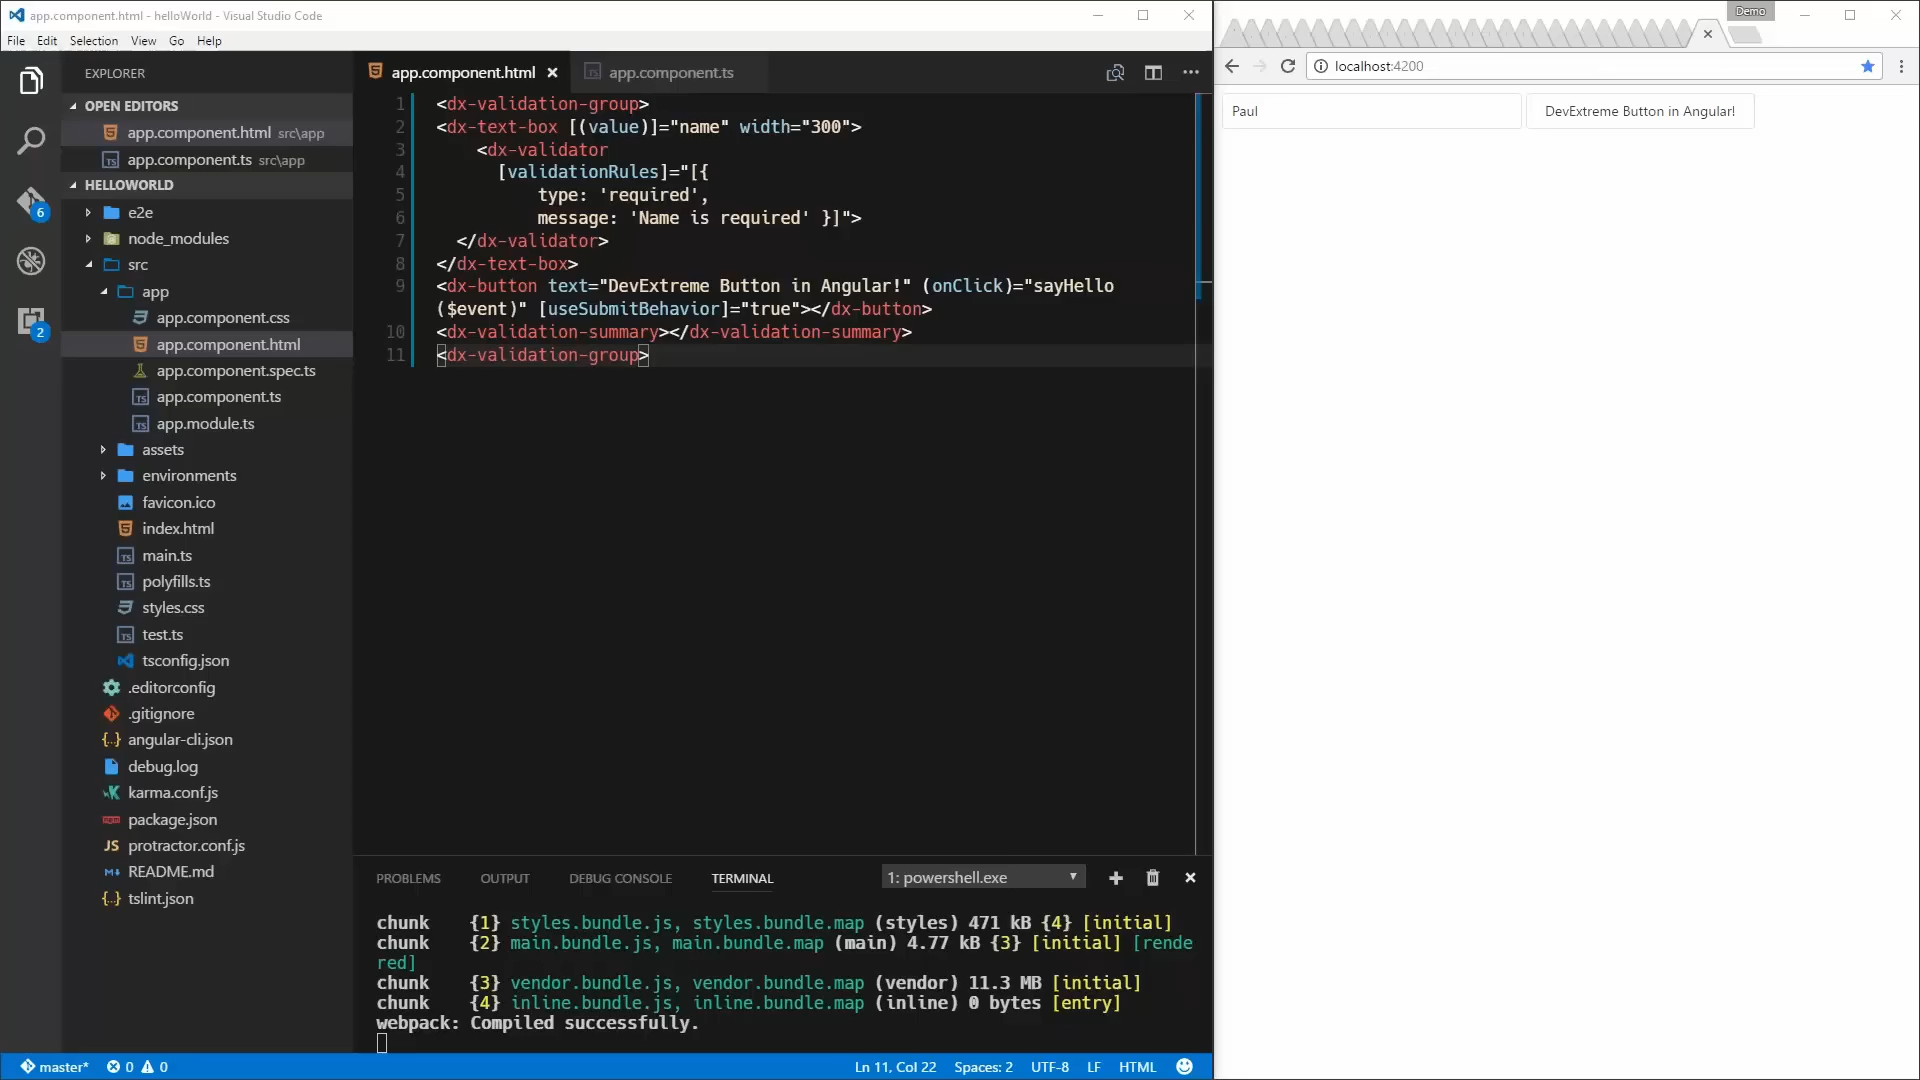 app.component.html - helloWorld - Visual Studio Code
File Edit Selection View Go Help
EXPLORER
OPEN EDITORS
app.component.html src\app
app.component.ts src\app
HELLOWORLD
e2e
node_modules
src
app
app.component.css
app.component.html
app.component.spec.ts
app.component.ts
app.module.ts
assets
environments
favicon.ico
index.html
main.ts
polyfills.ts
styles.css
test.ts
tsconfig.json
.editorconfig
.gitignore
angular-cli.json
debug.log
karma.conf.js
package.json
protractor.conf.js
README.md
tslint.json
6
2
app.component.html
app.component.ts
1 <dx-validation-group>
2 <dx-text-box [(value)]="name" width="300">
3 <dx-validator
4 [validationRules]="[{
5 type: 'required',
6 message: 'Name is required' }]">
7 </dx-validator>
8 </dx-text-box>
9 <dx-button text="DevExtreme Button in Angular!" (onClick)="sayHello
($event)" [useSubmitBehavior]="true"></dx-button>
10 <dx-validation-summary></dx-validation-summary>
11 <dx-validation-group>
PROBLEMS OUTPUT DEBUG CONSOLE TERMINAL 1: powershell.exe
chunk {1} styles.bundle.js, styles.bundle.map (styles) 471 kB {4} [initial]
chunk {2} main.bundle.js, main.bundle.map (main) 4.77 kB {3} [initial] [rende
red]
chunk {3} vendor.bundle.js, vendor.bundle.map (vendor) 11.3 MB [initial]
chunk {4} inline.bundle.js, inline.bundle.map (inline) 0 bytes [entry]
webpack: Compiled successfully.
master* 0 0 Ln 11, Col 22 Spaces: 2 UTF-8 LF HTML
Demo
localhost:4200
Paul
DevExtreme Button in Angular!